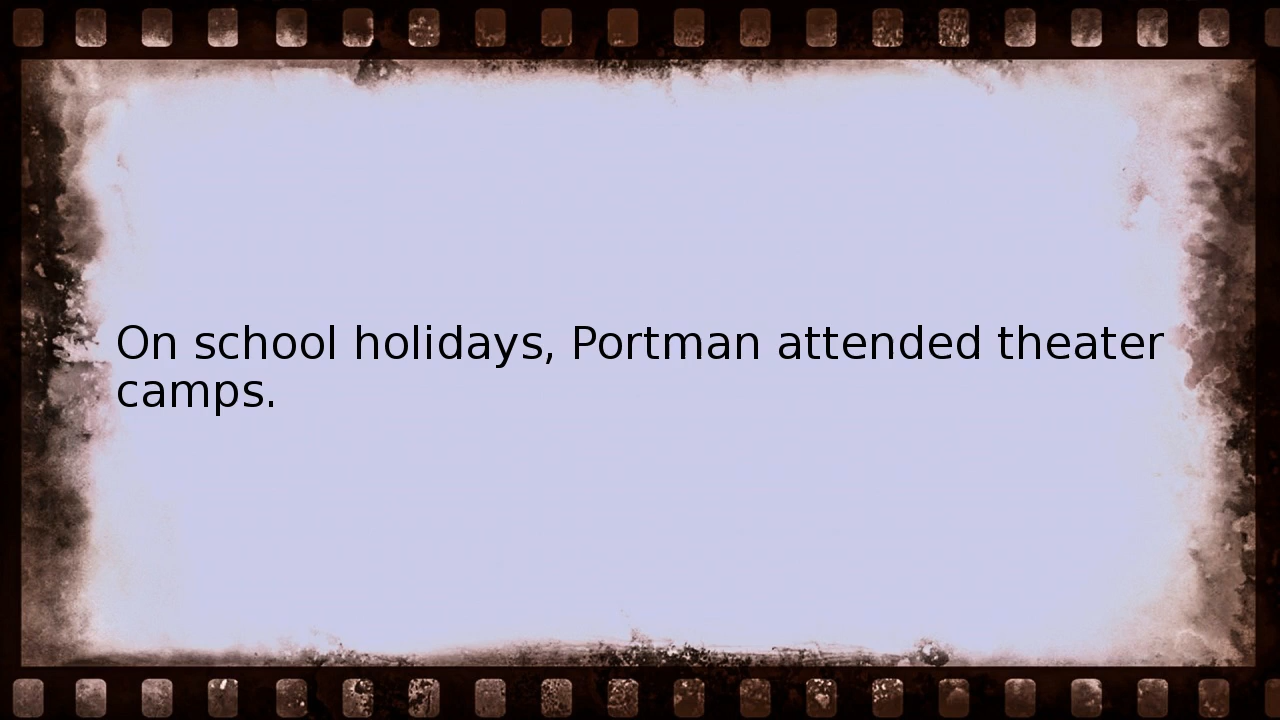 On school holidays, Portman attended theater
camps.